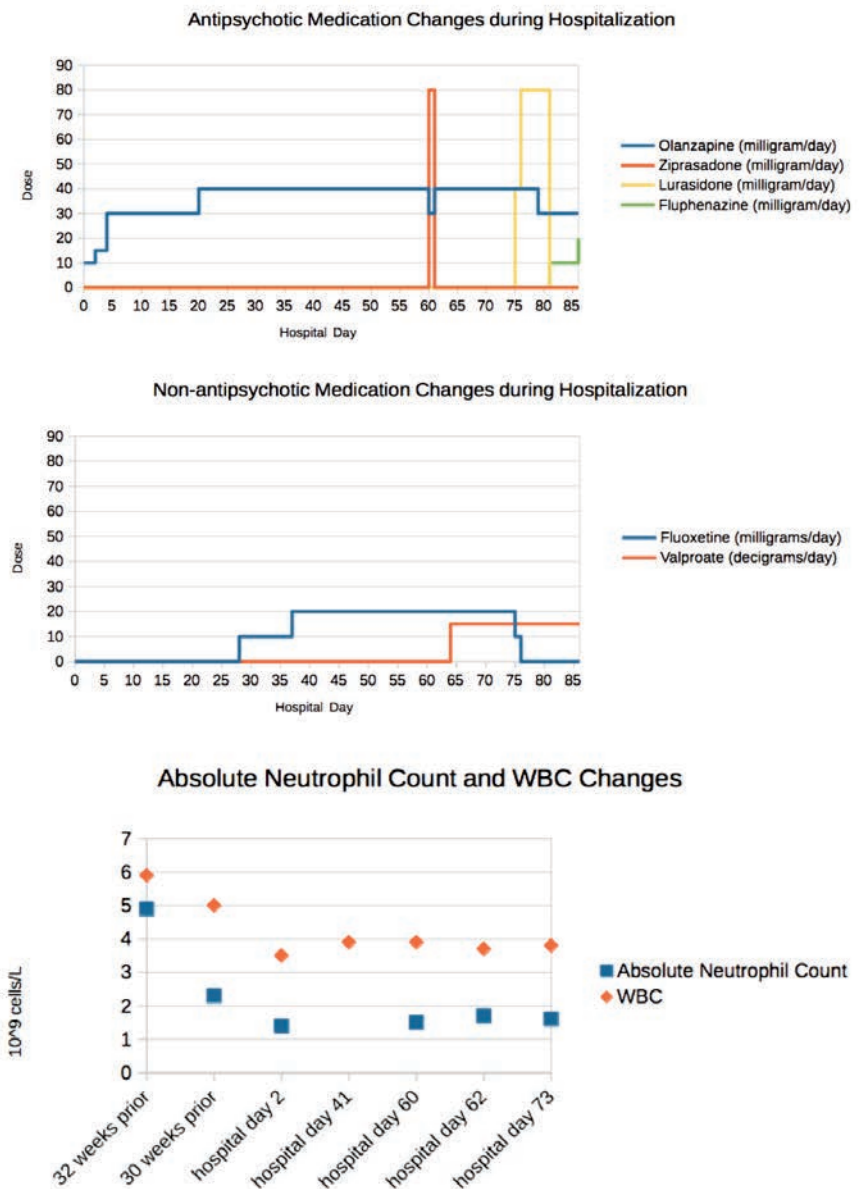 Antipsychotic Medication Changes during Hospitalization
90
80
70
60
50
40
30
20
10
0
Dose
0 5 10 15 20 25 30 35 40 45 50 55 60 65 70 75 80 85
Hospital Day
Olanzapine (milligram/day)
Ziprasadone (milligram/day)
Lurasidone (milligram/day)
Fluphenazine (milligram/day)
Non-antipsychotic Medication Changes during Hospitalization
90
80
70
60
50
40
30
20
10
0
Dose
0 5 10 15 20 25 30 35 40 45 50 55 60 65 70 75 80 85
Hospital Day
Fluoxetine (milligrams/day)
Valproate (decigrams/day)
Absolute Neutrophil Count and WBC Changes
7
6
5
4
3
2
1
0
10^9 cells/L
32 weeks prior
30 weeks prior
hospital day 2
hospital day 41
hospital day 60
hospital day 62
hospital day 73
Absolute Neutrophil Count
WBC